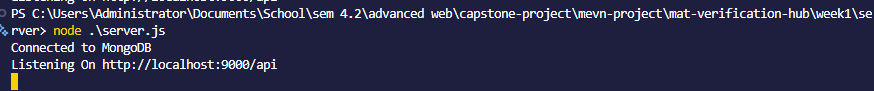 PS C:\Users\Administrator\Documents\School\sem 4.2\advanced web\capstone-project\mevn-project\mat-verification-hub\week1\se
rver> node .\server.js
Connected to MongoDB
Listening On http://localhost:9000/api